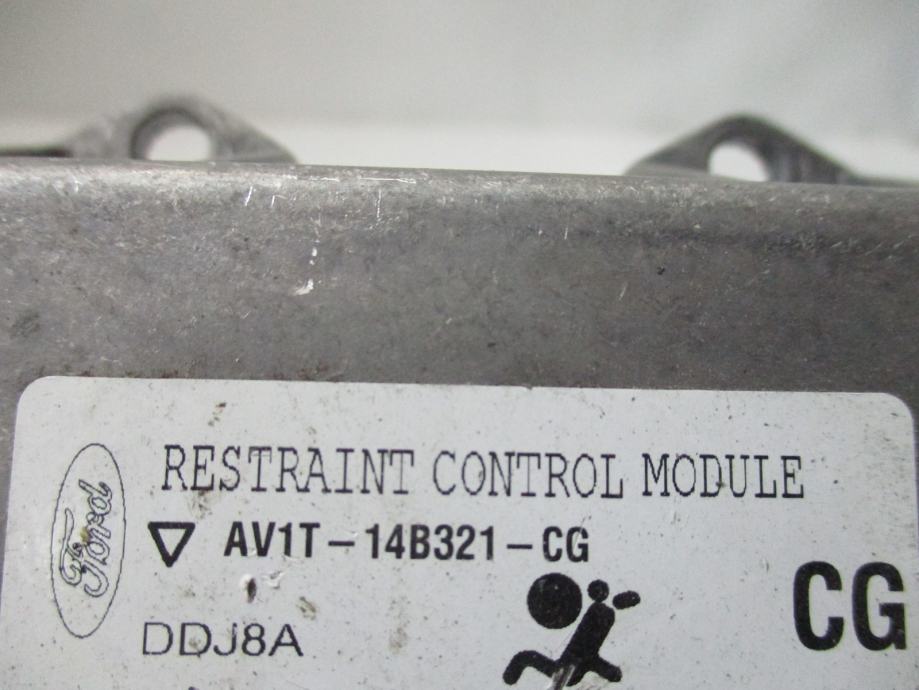 Ford
RESTRAINT CONTROL MODULE
AV1T-14B321-CG
CG
DDJ8A